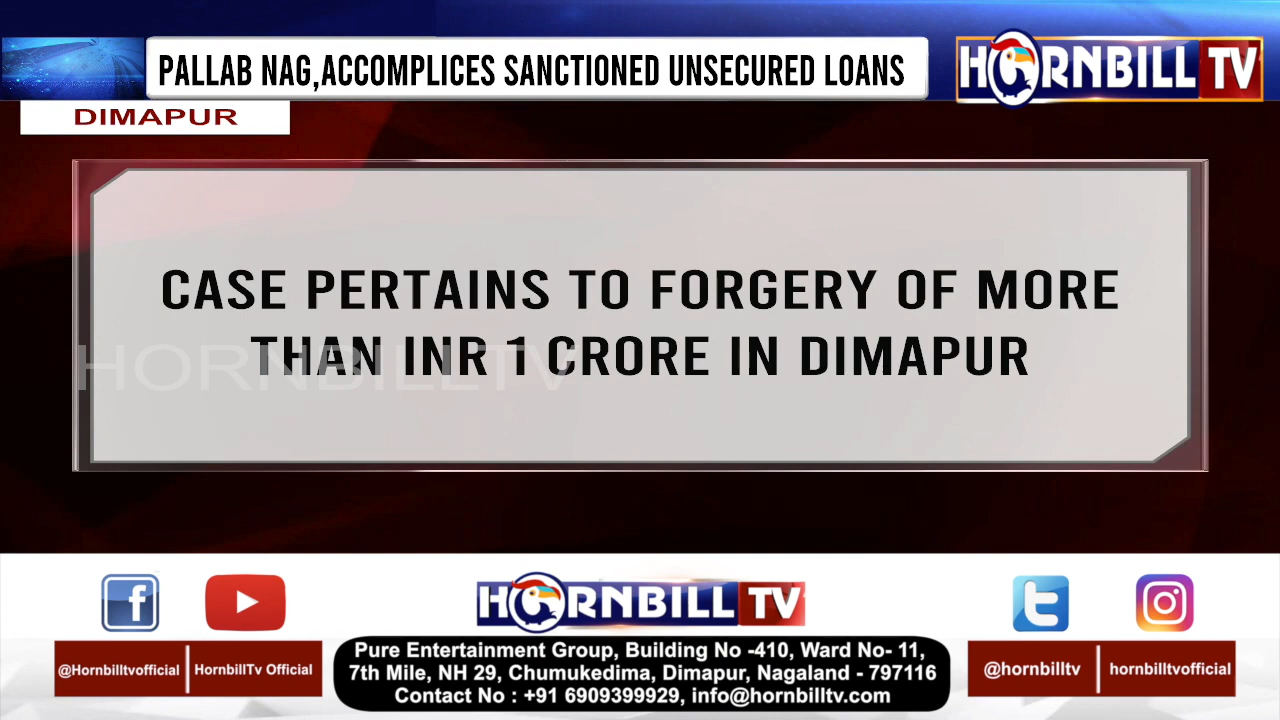 PALLAB NAG,ACCOMPLICES SANCTIONED UNSECURED LOANS
HORNBILL TV
DIMAPUR
CASE PERTAINS TO FORGERY OF MORE
THAN INR 1 CRORE IN DIMAPUR
HORNBILLTV
HORNBILL TV
@Hornbilltvofficial
HornbillTv Official
Pure Entertainment Group, Building No -410, Ward No- 11,
7th Mile, NH 29, Chumukedima, Dimapur, Nagaland - 797116
Contact No : +91 6909399929, info@hornbilltv.com
@hornbilltv
hornbilltvofficial